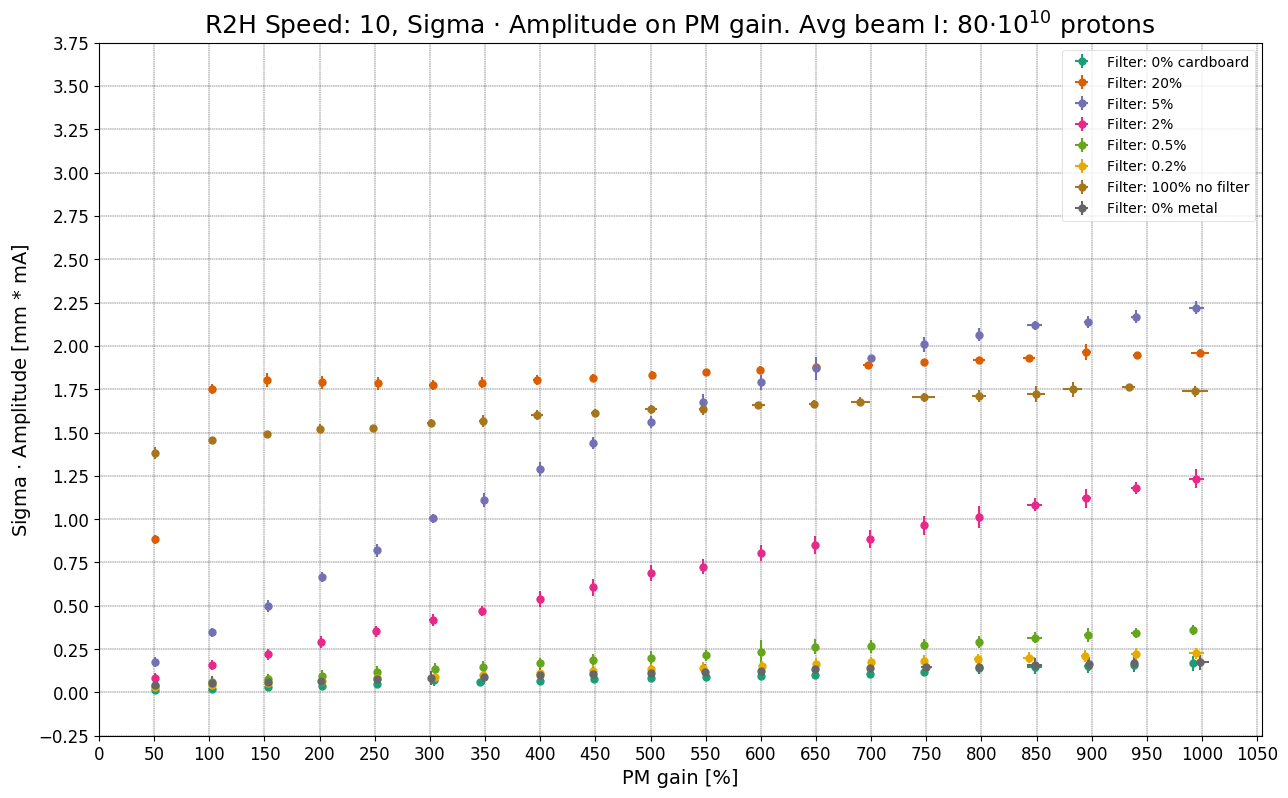 R2H Speed: 10, Sigma · Amplitude on PM gain. Avg beam I: 80·10^10 protons
3.75
3.50
3.25
3.00
2.75
2.50
2.25
2.00
1.75
1.50
1.25
1.00
0.75
0.50
0.25
0.00
−0.25
Sigma · Amplitude [mm * mA]
Filter: 0% cardboard
Filter: 20%
Filter: 5%
Filter: 2%
Filter: 0.5%
Filter: 0.2%
Filter: 100% no filter
Filter: 0% metal
0 50 100 150 200 250 300 350 400 450 500 550 600 650 700 750 800 850 900 950 1000 1050
PM gain [%]